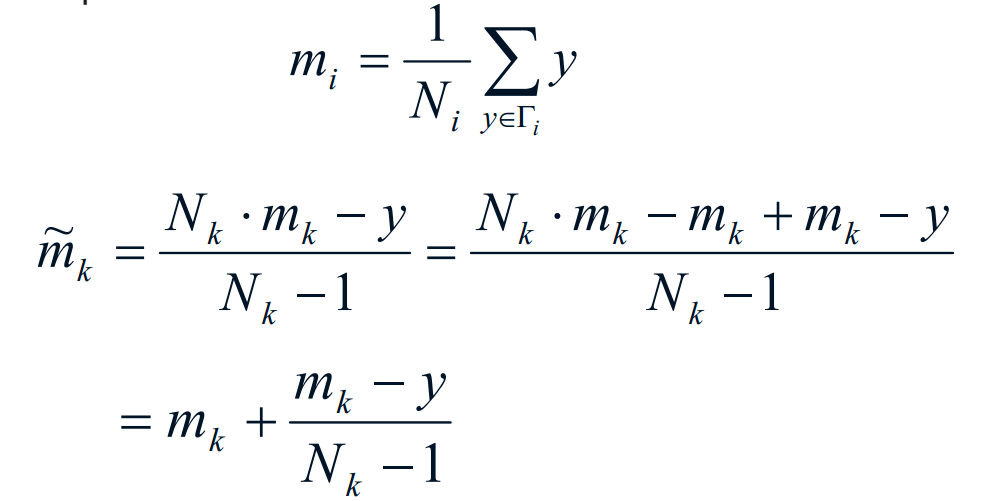 m_i = \frac{1}{N_i} \sum_{y \in \Gamma_i} y
\tilde{m}_k = \frac{N_k \cdot m_k - y}{N_k - 1} = \frac{N_k \cdot m_k - m_k + m_k - y}{N_k - 1}
= m_k + \frac{m_k - y}{N_k - 1}